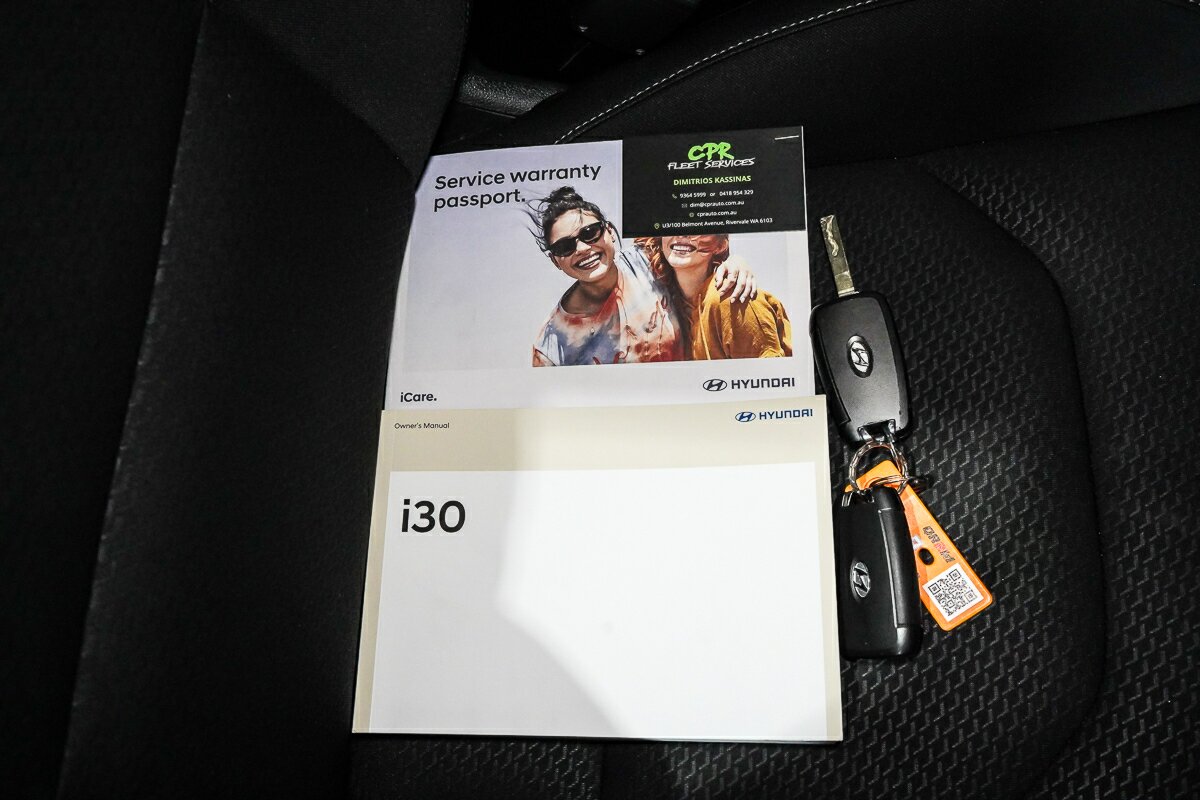 Service warranty
passport.
CPR
FLEET SERVICES
DIMITRIOS KASSINAS
9364 5999 or 0418 954 329
dim@cprauto.com.au
cprauto.com.au
U3/100 Belmont Avenue, Rivervale WA 6103
iCare.
HYUNDAI
Owner's Manual
HYUNDAI
i30